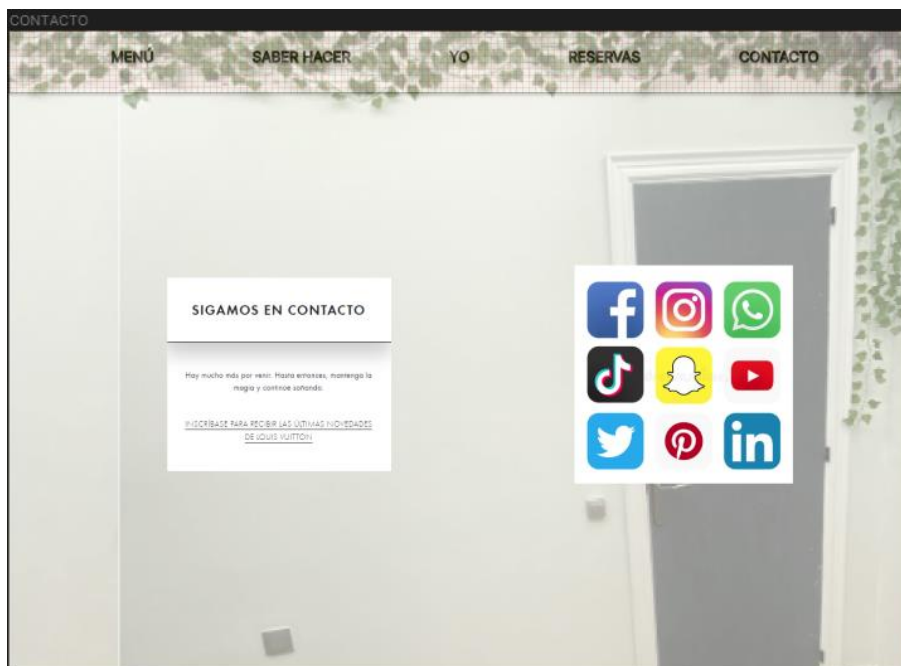 CONTACTO
MENÚ SABER HACER YO RESERVAS CONTACTO
SIGAMOS EN CONTACTO
Hay mucho más por venir. Hasta entonces, mantenga la
magia y continúe soñando.
INSCRÍBASE PARA RECIBIR LAS ÚLTIMAS NOVEDADES
DE LOUIS VUITTON
in